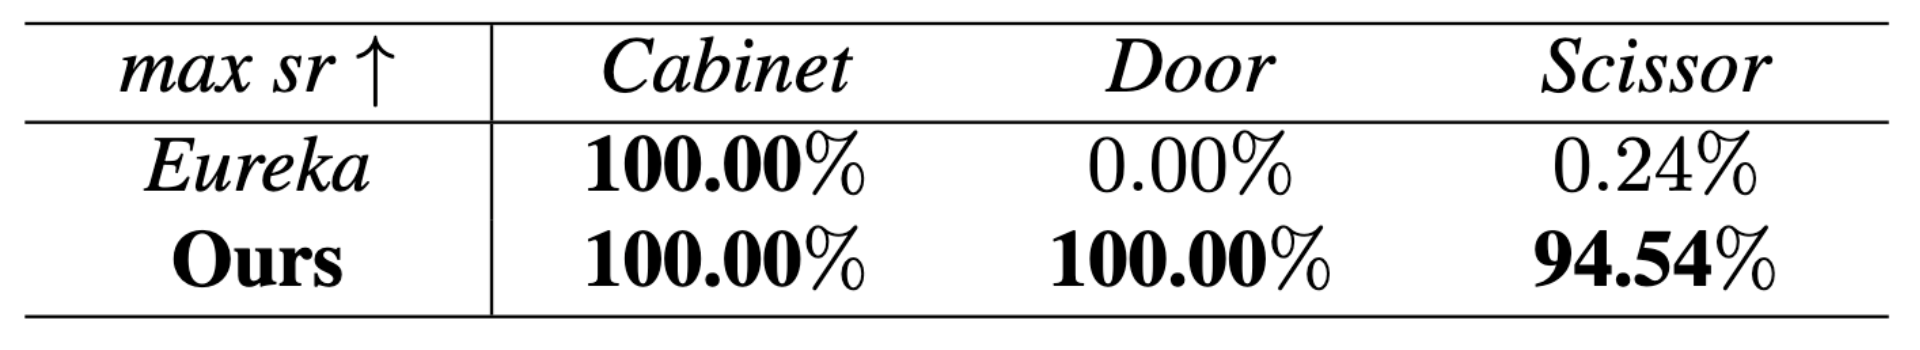 max sr ↑ Cabinet Door Scissor
Eureka 100.00% 0.00% 0.24%
Ours 100.00% 100.00% 94.54%